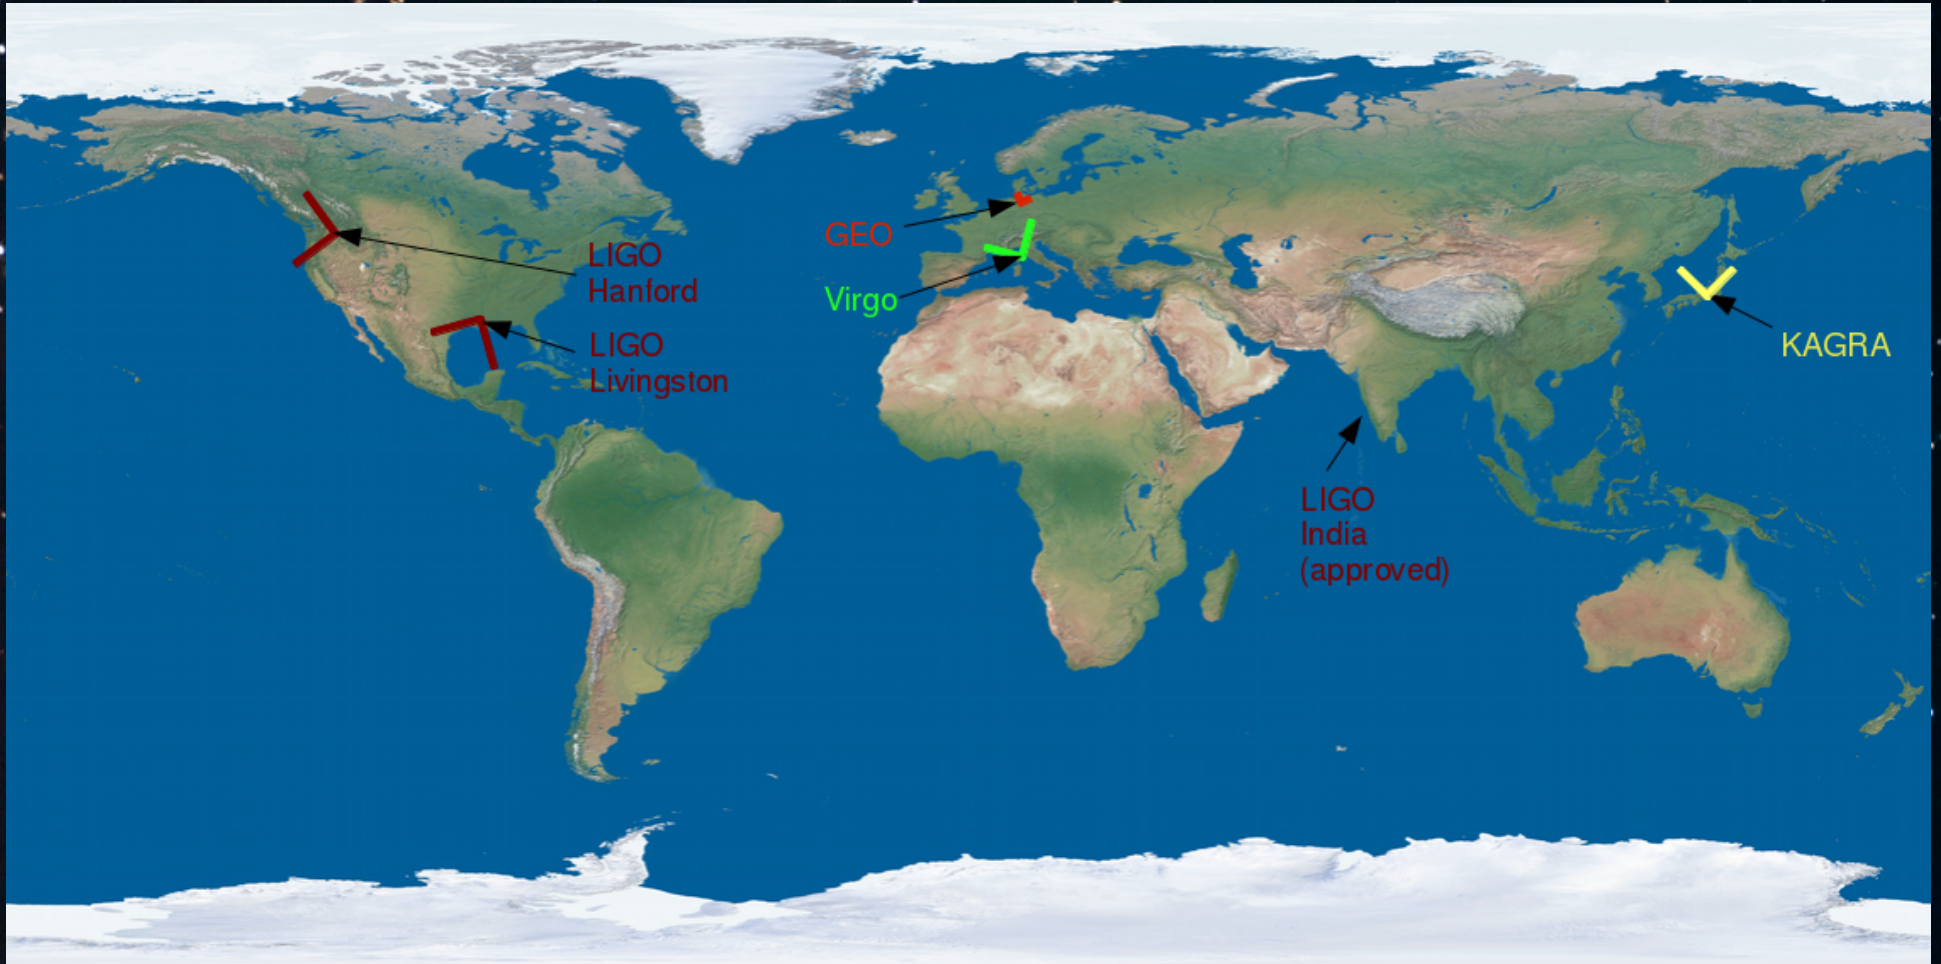 GEO
LIGO
Hanford
Virgo
LIGO
Livingston
KAGRA
LIGO
India
(approved)